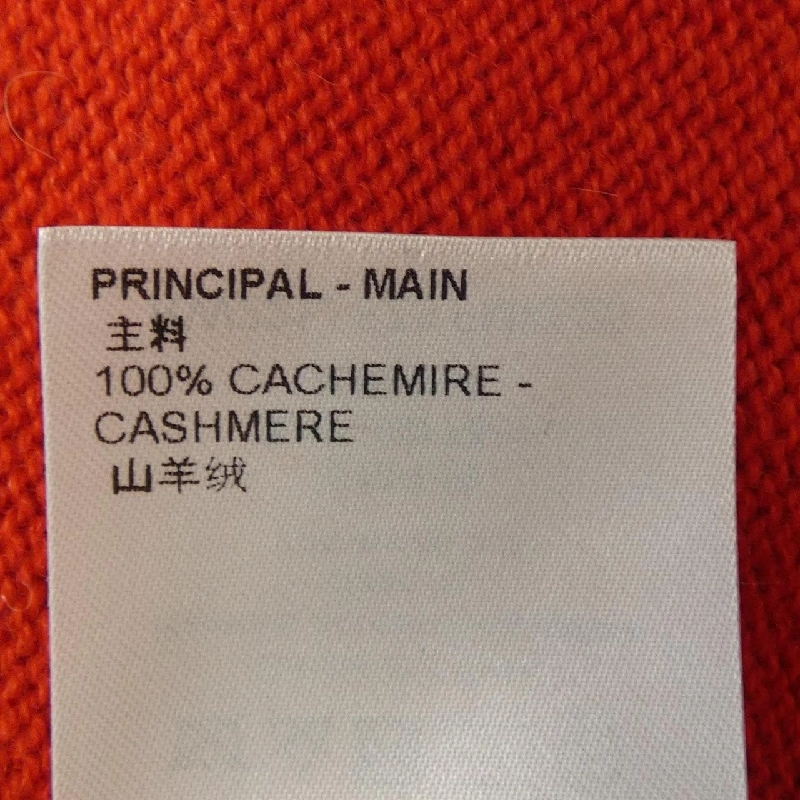 PRINCIPAL - MAIN
主料
100% CACHEMIRE -
CASHMERE
山羊绒